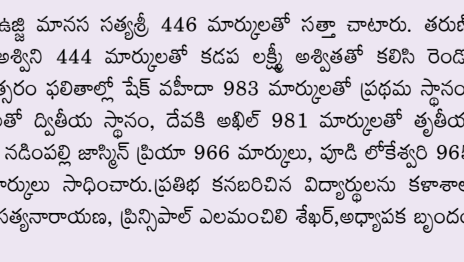 ఉజ్జి మానస సత్యశ్రీ 446 మార్కులతో సత్తా చాటారు. తరుణ
అశ్విని 444 మార్కులతో కడప లక్ష్మీ అశ్వితతో కలిసి రెండో
త్సరం ఫలితాల్లో షేక్ వహీదా 983 మార్కులతో ప్రథమ స్థానం
లతో ద్వితీయ స్థానం, దేవకి అఖిల్ 981 మార్కులతో తృతీయ
నడింపల్లి జాస్మిన్ ప్రియా 966 మార్కులు, పూడి లోకేశ్వరి 965
మార్కులు సాధించారు.ప్రతిభ కనబరిచిన విద్యార్థులను కళాశాల
సత్యనారాయణ, ప్రిన్సిపాల్ ఎలమంచిలి శేఖర్,అధ్యాపక బృందం